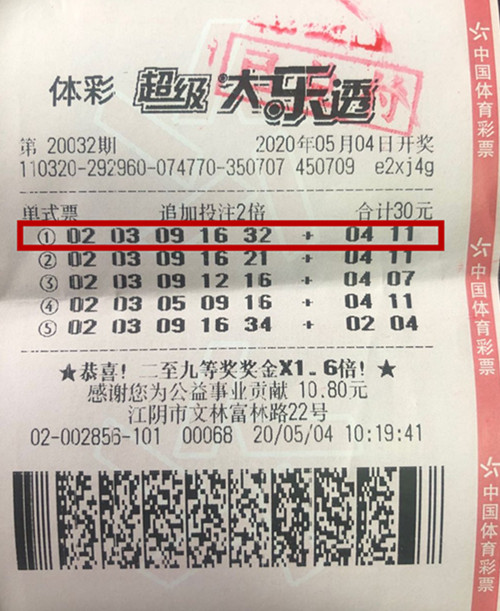 体彩 超级大乐透
第 20032期 2020年05月04日开奖
110320-292960-074770-350707 450709 e2xj4g
单式票 追加投注2倍 合计30元
① 02 03 09 16 32 + 04 11
② 02 03 09 16 21 + 04 11
③ 02 03 09 12 16 + 04 07
④ 02 03 05 09 16 + 04 11
⑤ 02 03 09 16 34 + 02 04
★恭喜! 二至九等奖奖金X1.6倍! ★
感谢您为公益事业贡献 10.80元
江阴市文林富林路22号
02-002856-101 00068 20/05/04 10:19:41
中国体育彩票
中国体育彩票
中国体育彩票